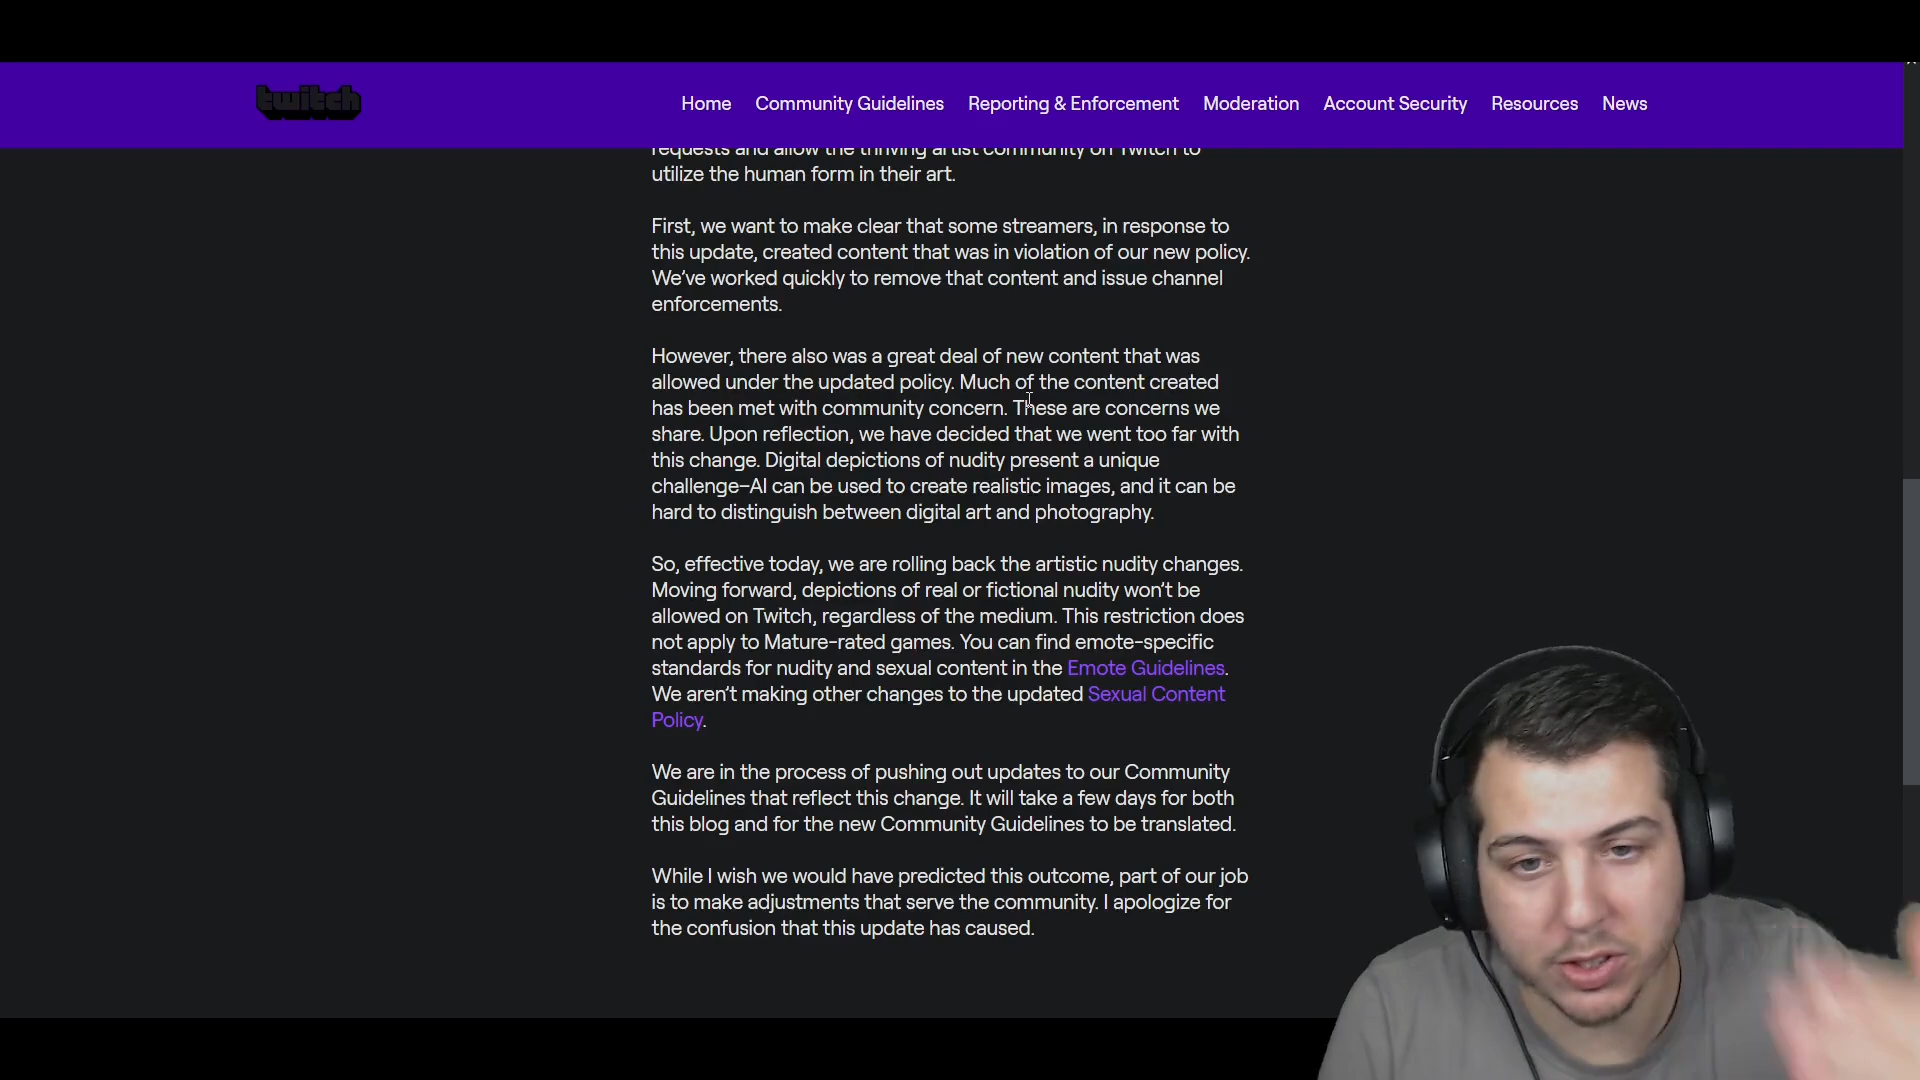 twitch
Home Community Guidelines Reporting & Enforcement Moderation Account Security Resources News
requests and allow the thriving artist community on Twitch to
utilize the human form in their art.
First, we want to make clear that some streamers, in response to
this update, created content that was in violation of our new policy.
We’ve worked quickly to remove that content and issue channel
enforcements.
However, there also was a great deal of new content that was
allowed under the updated policy. Much of the content created
has been met with community concern. These are concerns we
share. Upon reflection, we have decided that we went too far with
this change. Digital depictions of nudity present a unique
challenge–AI can be used to create realistic images, and it can be
hard to distinguish between digital art and photography.
So, effective today, we are rolling back the artistic nudity changes.
Moving forward, depictions of real or fictional nudity won’t be
allowed on Twitch, regardless of the medium. This restriction does
not apply to Mature-rated games. You can find emote-specific
standards for nudity and sexual content in the Emote Guidelines.
We aren’t making other changes to the updated Sexual Content
Policy.
We are in the process of pushing out updates to our Community
Guidelines that reflect this change. It will take a few days for both
this blog and for the new Community Guidelines to be translated.
While I wish we would have predicted this outcome, part of our job
is to make adjustments that serve the community. I apologize for
the confusion that this update has caused.